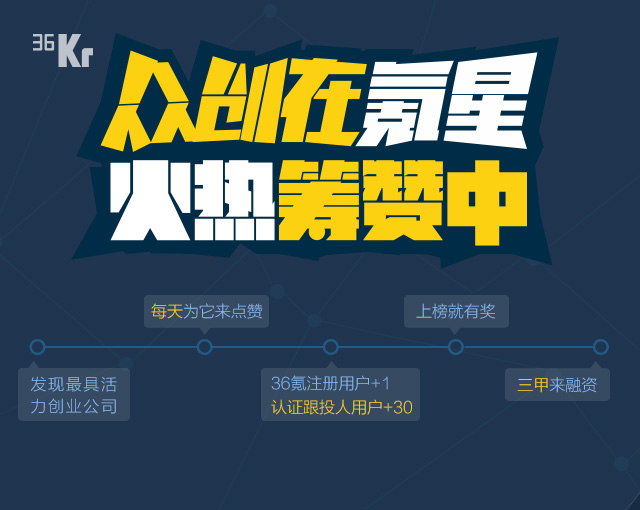 36Kr
众创在氪星
火热筹赞中
每天为它来点赞
上榜就有奖
发现最具活
力创业公司
36氪注册用户+1
认证跟投人用户+30
三甲来融资